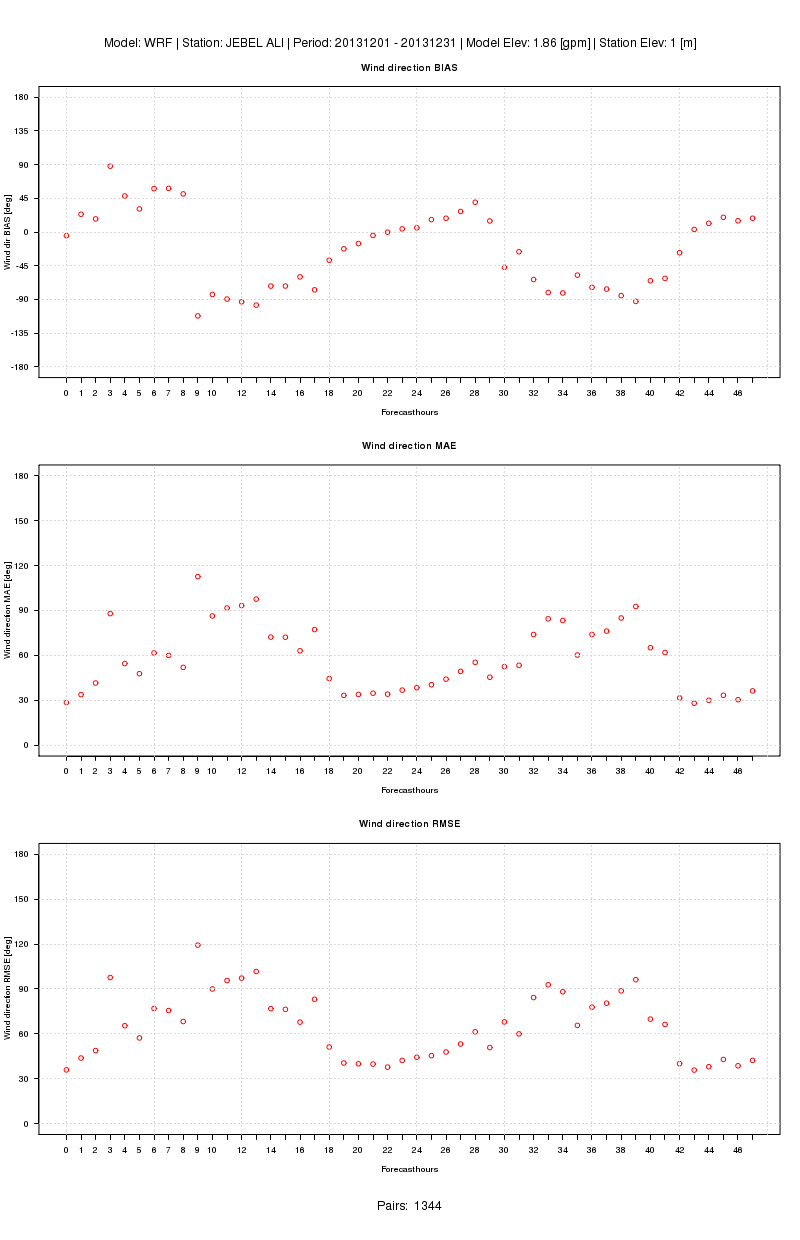 Model: WRF | Station: JEBEL ALI | Period: 20131201 - 20131231 | Model Elev: 1.86 [gpm] | Station Elev: 1 [m]
Wind direction BIAS
Wind dir BIAS [deg]
180
135
90
45
0
-45
-90
-135
-180
0 1 2 3 4 5 6 7 8 9 10 12 14 16 18 20 22 24 26 28 30 32 34 36 38 40 42 44 46
Forecasthours
Wind direction MAE
Wind direction MAE [deg]
180
150
120
90
60
30
0
0 1 2 3 4 5 6 7 8 9 10 12 14 16 18 20 22 24 26 28 30 32 34 36 38 40 42 44 46
Forecasthours
Wind direction RMSE
Wind direction RMSE [deg]
180
150
120
90
60
30
0
0 1 2 3 4 5 6 7 8 9 10 12 14 16 18 20 22 24 26 28 30 32 34 36 38 40 42 44 46
Forecasthours
Pairs: 1344